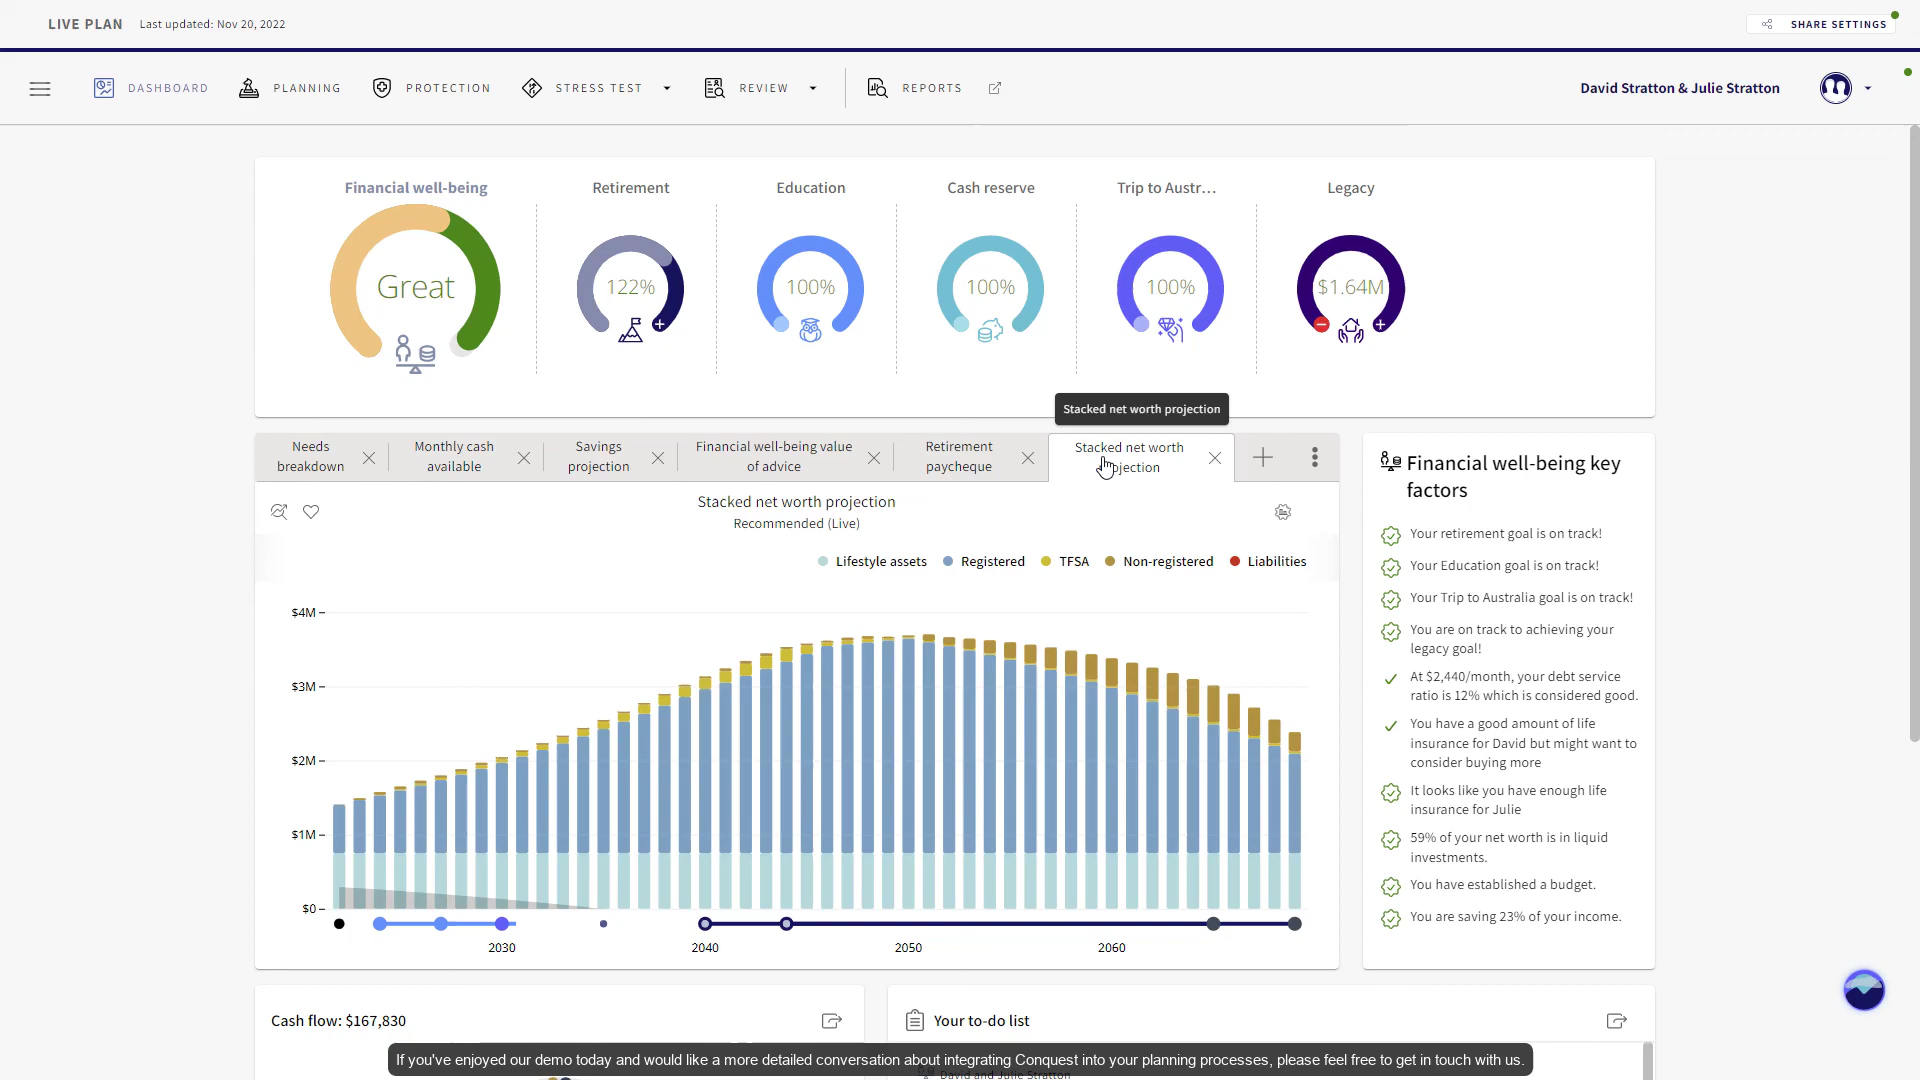 LIVE PLAN Last updated: Nov 20, 2022
SHARE SETTINGS
DASHBOARD PLANNING PROTECTION STRESS TEST REVIEW REPORTS
David Stratton & Julie Stratton
Financial well-being Retirement Education Cash reserve Trip to Austr... Legacy
Great 122% 100% 100% 100% $1.64M
Stacked net worth projection
Needs
breakdown
Monthly cash
available
Savings
projection
Financial well-being value
of advice
Retirement
paycheque
Stacked net worth
Stacked net worth projection
Recommended (Live)
Lifestyle assets Registered TFSA Non-registered Liabilities
$4M
$3M
$2M
$1M
$0
2030 2040 2050 2060
Financial well-being key
factors
Your retirement goal is on track!
Your Education goal is on track!
Your Trip to Australia goal is on track!
You are on track to achieving your
legacy goal!
At $2,440/month, your debt service
ratio is 12% which is considered good.
You have a good amount of life
insurance for David but might want to
consider buying more
It looks like you have enough life
insurance for Julie
59% of your net worth is in liquid
investments.
You have established a budget.
You are saving 23% of your income.
Cash flow: $167,830
Your to-do list
If you've enjoyed our demo today and would like a more detailed conversation about integrating Conquest into your planning processes, please feel free to get in touch with us.
David and Julie Stratton